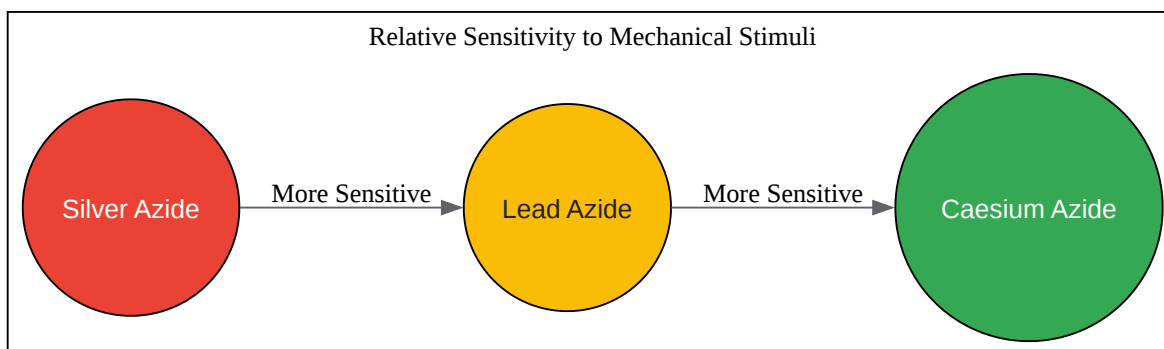 Relative Sensitivity to Mechanical Stimuli
Silver Azide
More Sensitive
Lead Azide
More Sensitive
Caesium Azide